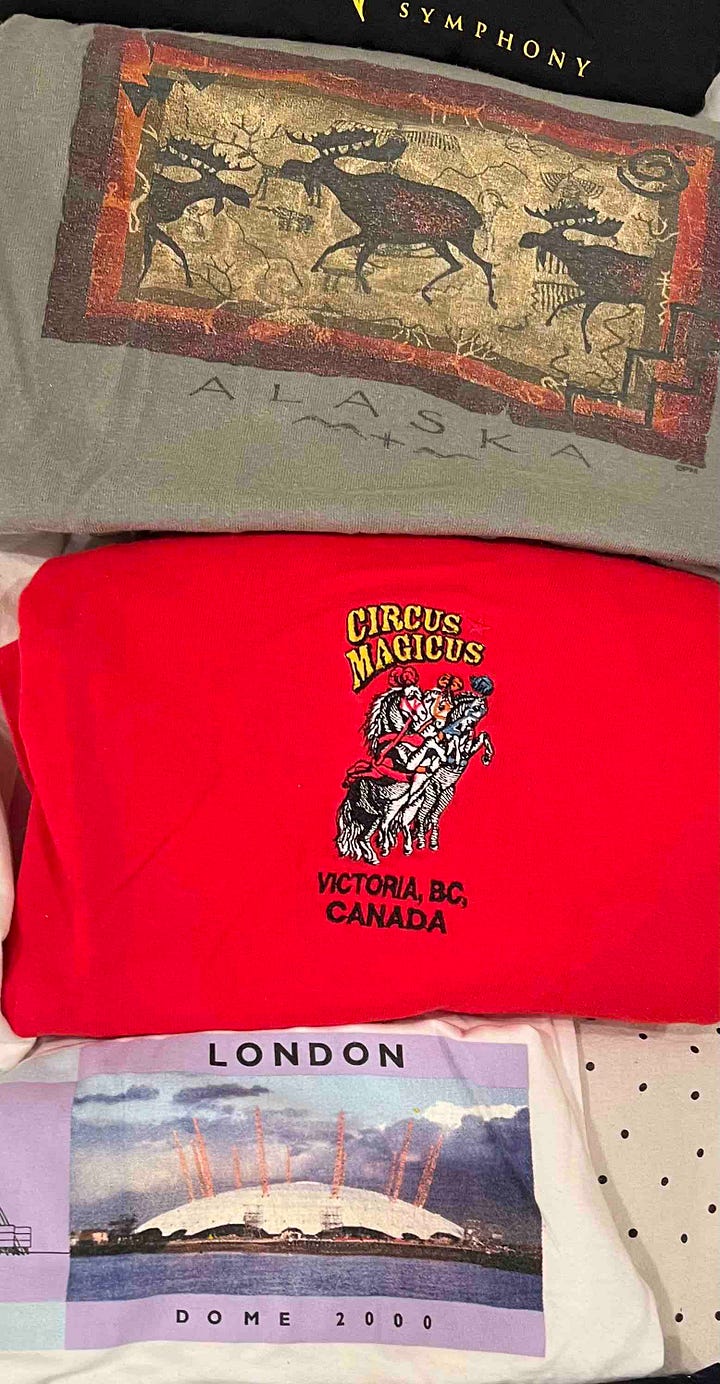 SYMPHONY
ALASKA
CIRCUS
MAGICUS
VICTORIA, BC,
CANADA
LONDON
DOME 2000